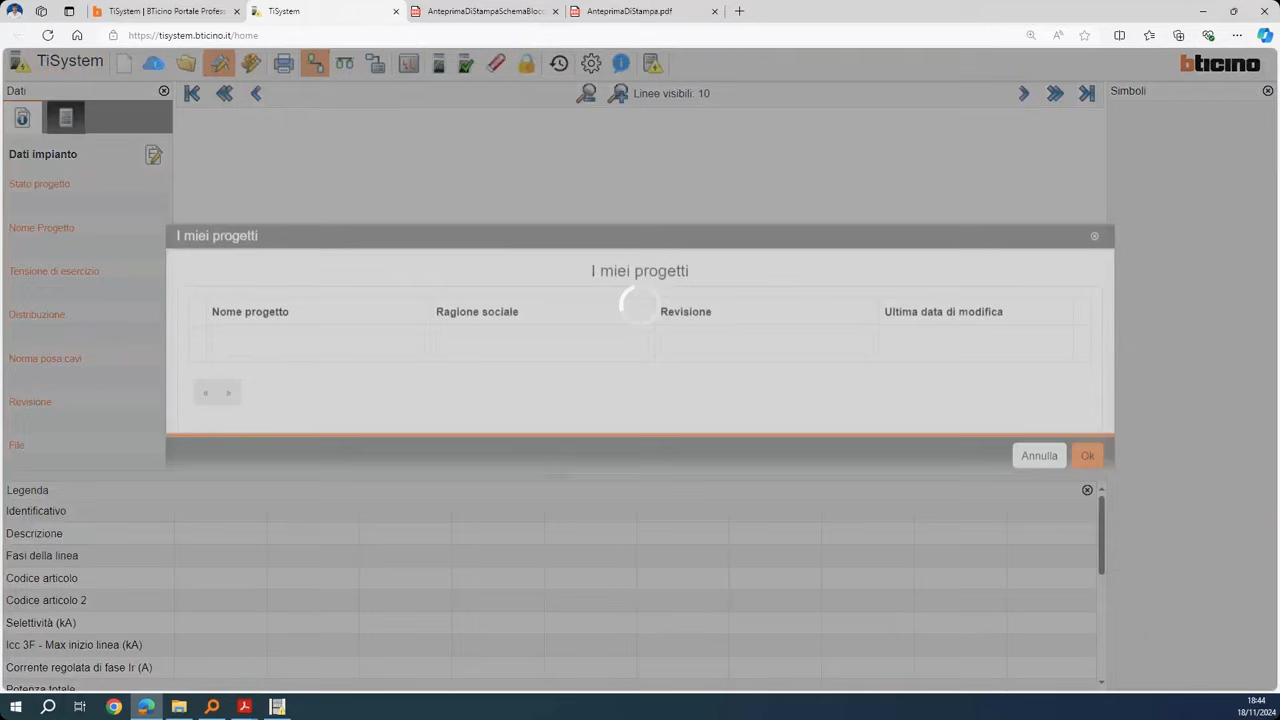 TiSystem | BTicino Portale Profess
TiSystem
AnteprimaDiStampaSchemaBlocc
AnteprimaDiStampa.pdf
https://tisystem.bticino.it/home
TiSystem
bticino
Dati
Linee visibili: 10
Simboli
Dati impianto
Stato progetto
Nome Progetto
Tensione di esercizio
Distribuzione
Norma posa cavi
Revisione
File
I miei progetti
I miei progetti
Nome progetto
Ragione sociale
Revisione
Ultima data di modifica
« »
Annulla
Ok
Legenda
Identificativo
Descrizione
Fasi della linea
Codice articolo
Codice articolo 2
Selettività (kA)
Icc 3F - Max inizio linea (kA)
Corrente regolata di fase Ir (A)
Potenza totale
18:44
18/11/2024